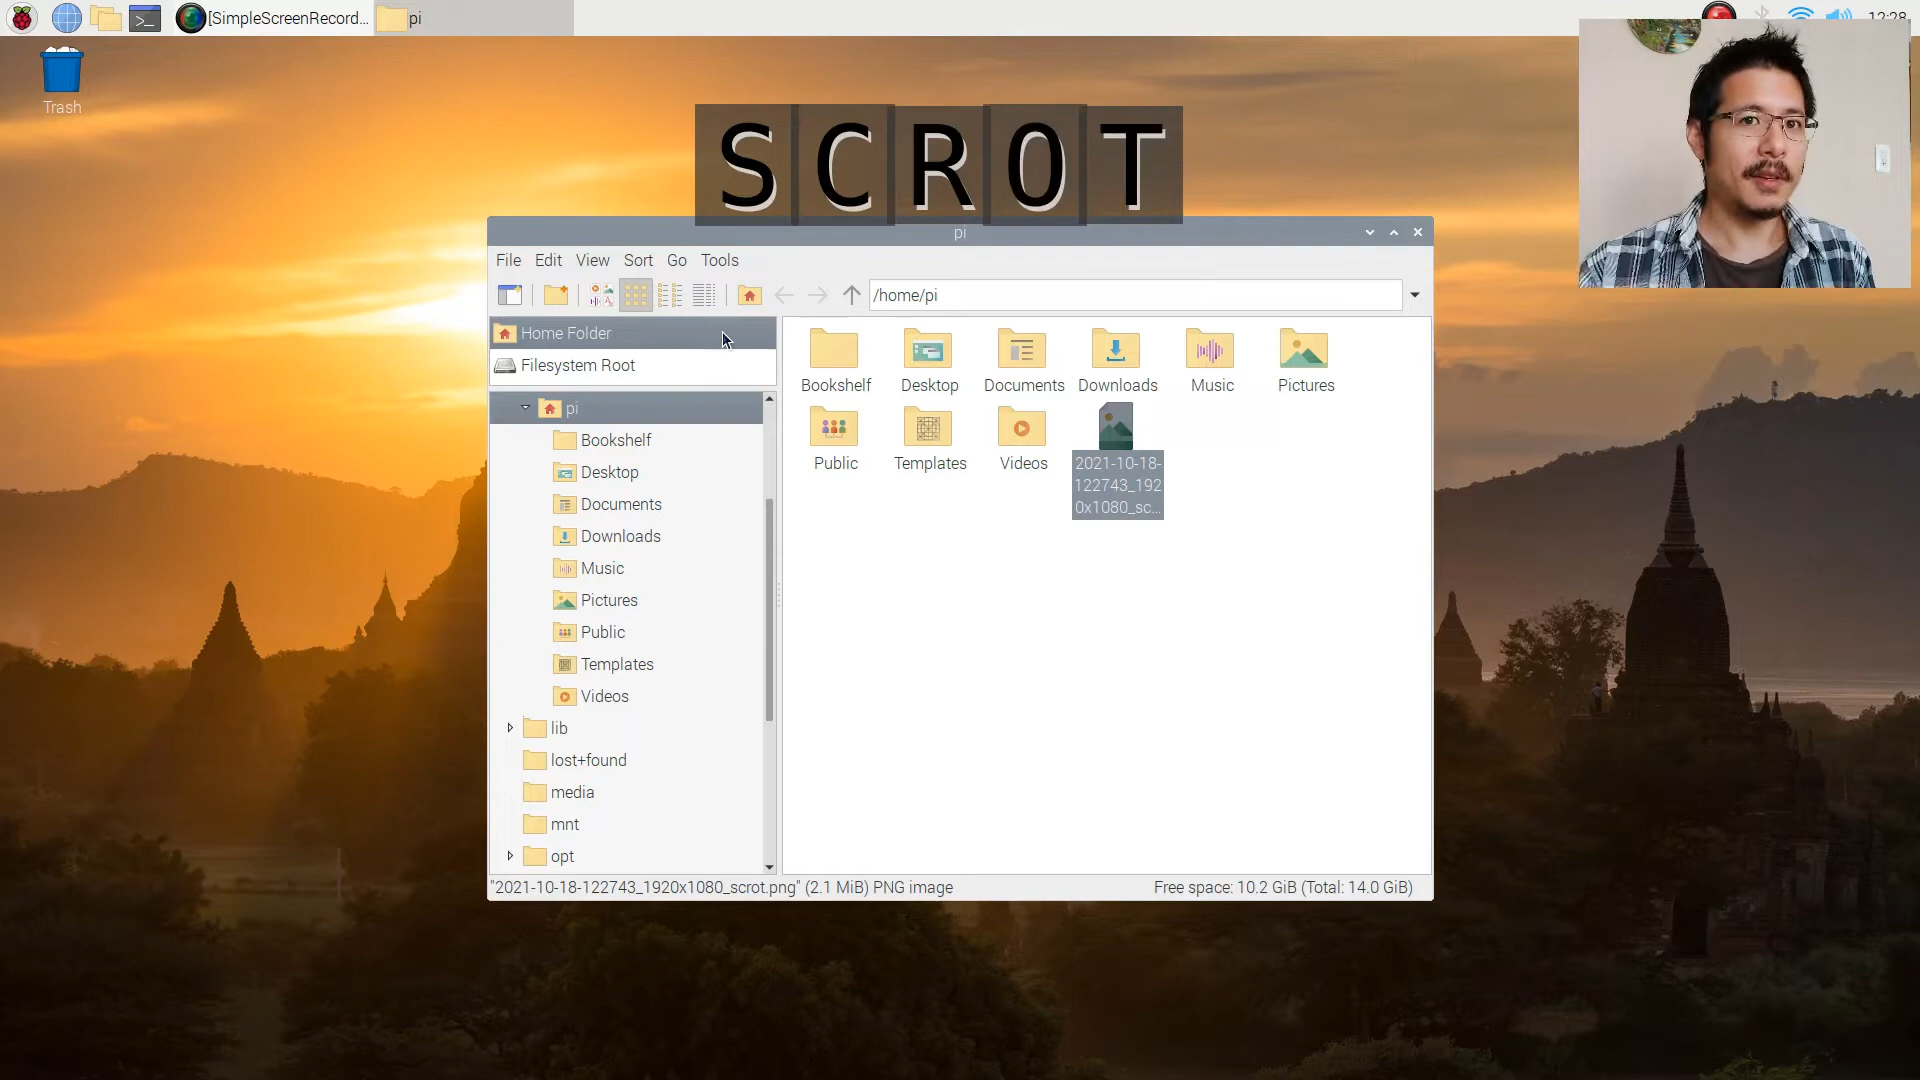 [SimpleScreenRecord...
pi
12:28
Trash
SCROT
pi
File Edit View Sort Go Tools
/home/pi
Home Folder
Filesystem Root
pi
Bookshelf
Desktop
Documents
Downloads
Music
Pictures
Public
Templates
Videos
lib
lost+found
media
mnt
opt
Bookshelf Desktop Documents Downloads Music Pictures
Public Templates Videos
2021-10-18-
122743_192
0x1080_sc...
"2021-10-18-122743_1920x1080_scrot.png" (2.1 MiB) PNG image
Free space: 10.2 GiB (Total: 14.0 GiB)